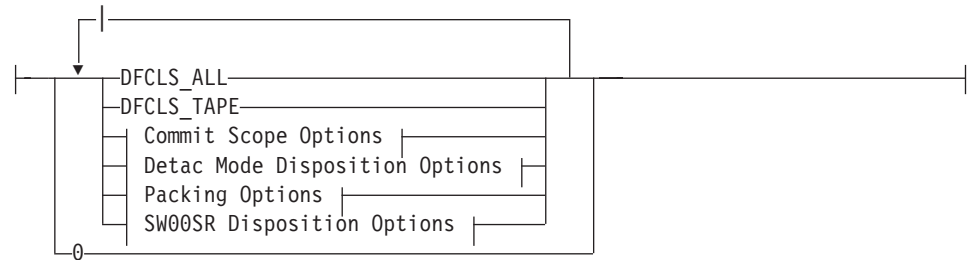 |
DFCLS_ALL
DFCLS_TAPE
Commit Scope Options
Detac Mode Disposition Options
Packing Options
SW00SR Disposition Options
0